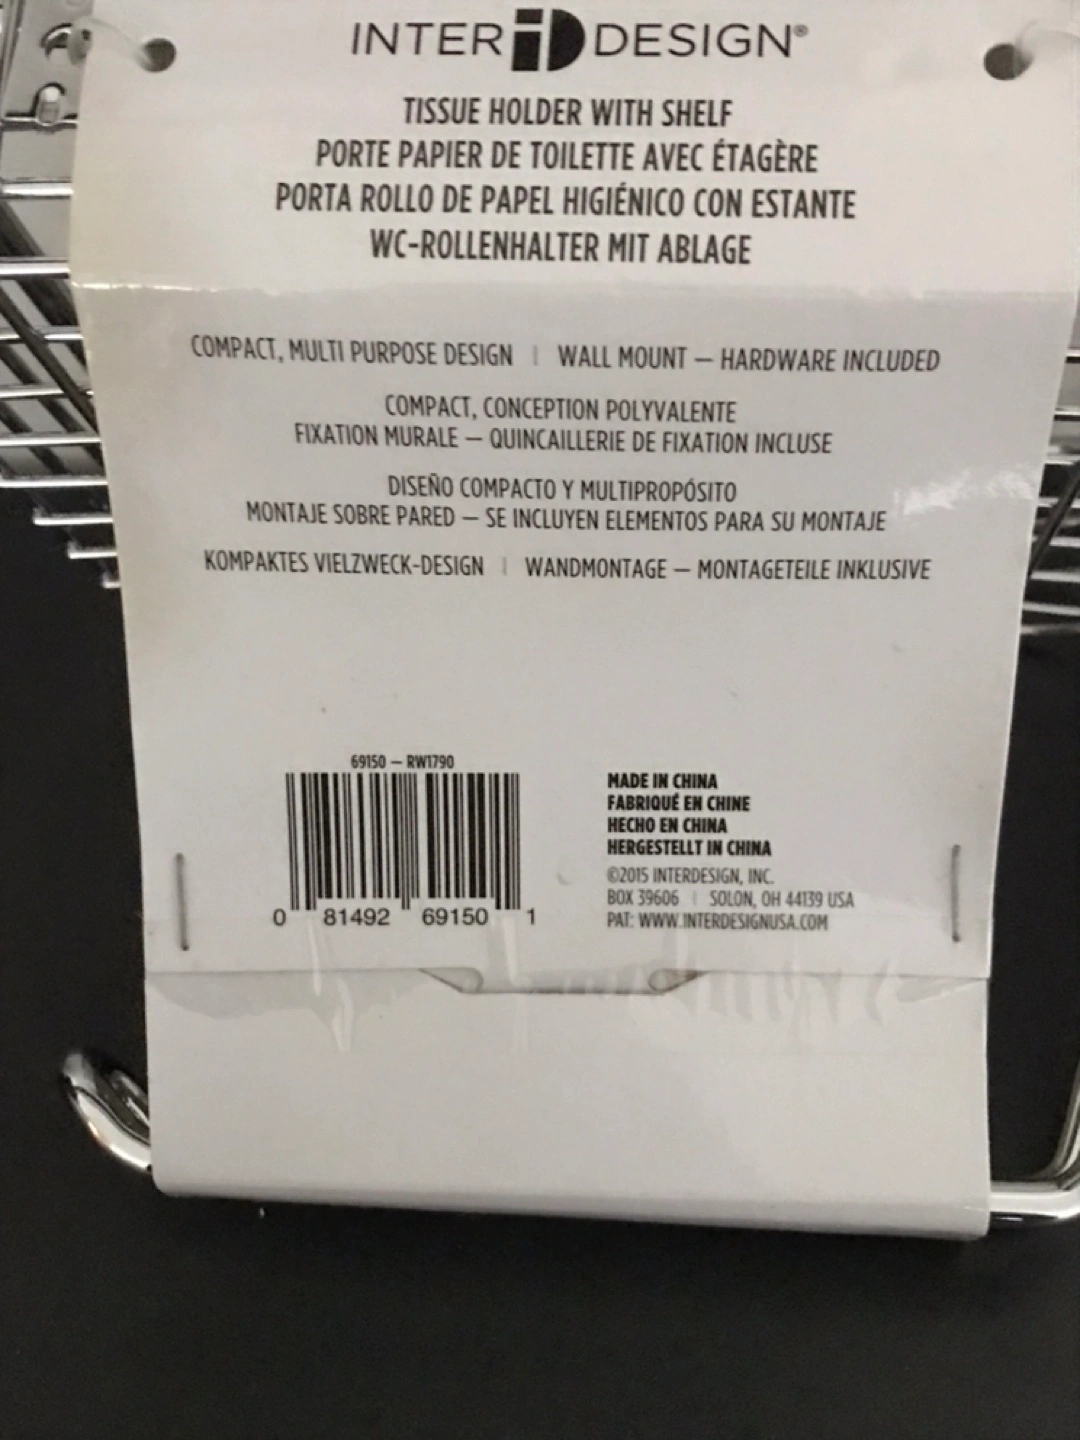 INTER iD DESIGN®
TISSUE HOLDER WITH SHELF
PORTE PAPIER DE TOILETTE AVEC ÉTAGÈRE
PORTA ROLLO DE PAPEL HIGIÉNICO CON ESTANTE
WC-ROLLENHALTER MIT ABLAGE
COMPACT, MULTI PURPOSE DESIGN | WALL MOUNT — HARDWARE INCLUDED
COMPACT, CONCEPTION POLYVALENTE
FIXATION MURALE — QUINCAILLERIE DE FIXATION INCLUSE
DISEÑO COMPACTO Y MULTIPROPÓSITO
MONTAJE SOBRE PARED — SE INCLUYEN ELEMENTOS PARA SU MONTAJE
KOMPAKTES VIELZWECK-DESIGN | WANDMONTAGE — MONTAGETEILE INKLUSIVE
69150 — RW1790
0 81492 69150 1
MADE IN CHINA
FABRIQUÉ EN CHINE
HECHO EN CHINA
HERGESTELLT IN CHINA
©2015 INTERDESIGN, INC.
BOX 39606 | SOLON, OH 44139 USA
PAT: WWW.INTERDESIGNUSA.COM